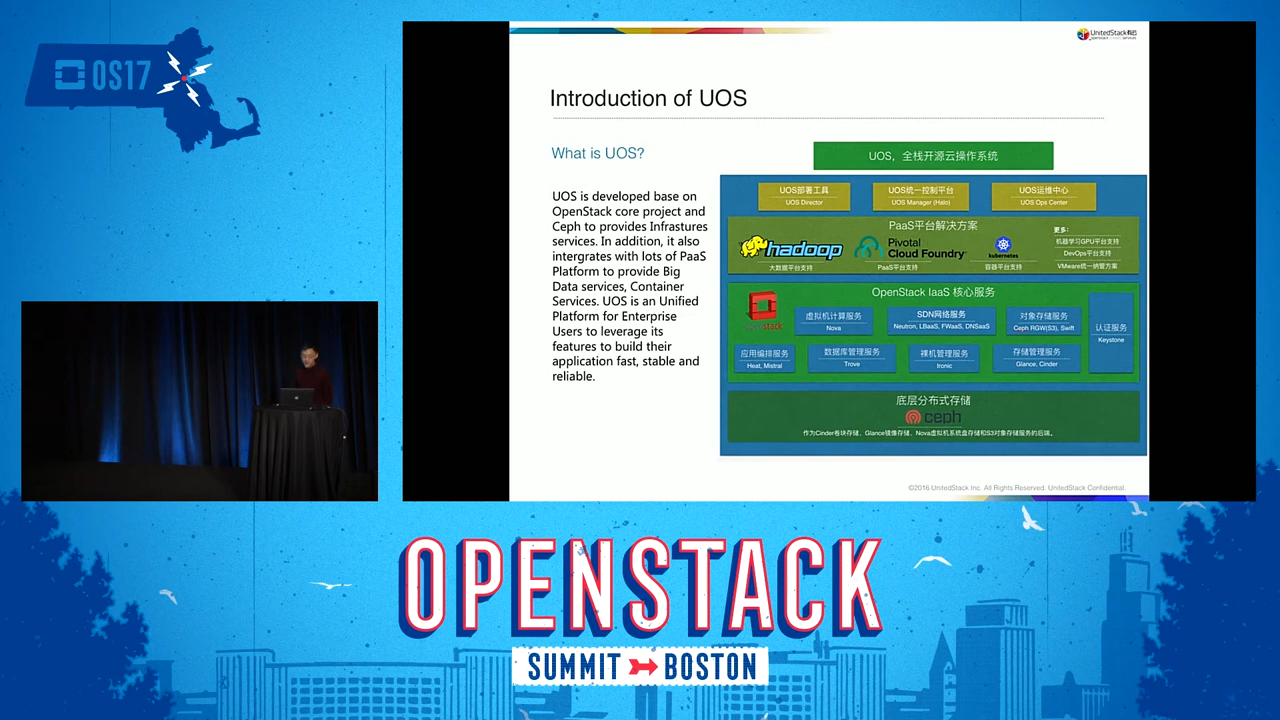 OS17
UnitedStack有云
Introduction of UOS
What is UOS?
UOS is developed base on
OpenStack core project and
Ceph to provides Infrastures
services. In addition, it also
intergrates with lots of PaaS
Platform to provide Big
Data services, Container
Services. UOS is an Unified
Platform for Enterprise
Users to leverage its
features to build their
application fast, stable and
reliable.
UOS，全栈开源云操作系统
UOS部署工具
UOS Director
UOS统一控制平台
UOS Manager (Halo)
UOS运维中心
UOS Ops Center
PaaS平台解决方案
hadoop
大数据平台支持
Pivotal
Cloud Foundry
PaaS平台支持
kubernetes
容器平台支持
更多:
机器学习GPU平台支持
DevOps平台支持
VMware统一纳管方案
OpenStack IaaS 核心服务
openstack
虚拟机计算服务
Nova
SDN网络服务
Neutron, LBaaS, FWaaS, DNSaaS
对象存储服务
Ceph RGW(S3), Swift
认证服务
Keystone
应用编排服务
Heat, Mistral
数据库管理服务
Trove
裸机管理服务
Ironic
存储管理服务
Glance, Cinder
底层分布式存储
ceph
作为Cinder卷块存储、Glance镜像存储、Nova虚拟机系统盘存储和S3对象存储服务的后端。
©2016 UnitedStack Inc. All Rights Reserved. UnitedStack Confidential.
OPENSTACK
SUMMIT BOSTON